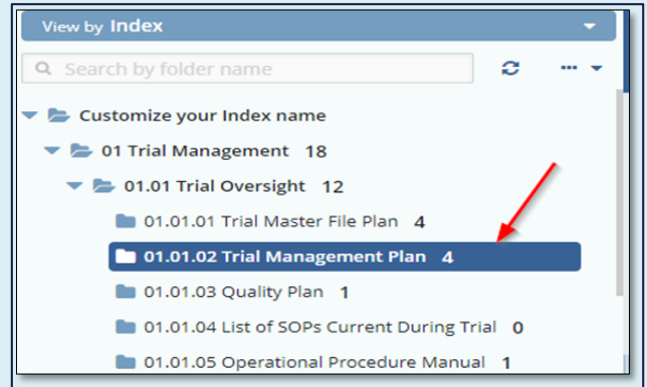 View by Index
Search by folder name
Customize your Index name
01 Trial Management 18
01.01 Trial Oversight 12
01.01.01 Trial Master File Plan 4
01.01.02 Trial Management Plan 4
01.01.03 Quality Plan 1
01.01.04 List of SOPs Current During Trial 0
01.01.05 Operational Procedure Manual 1